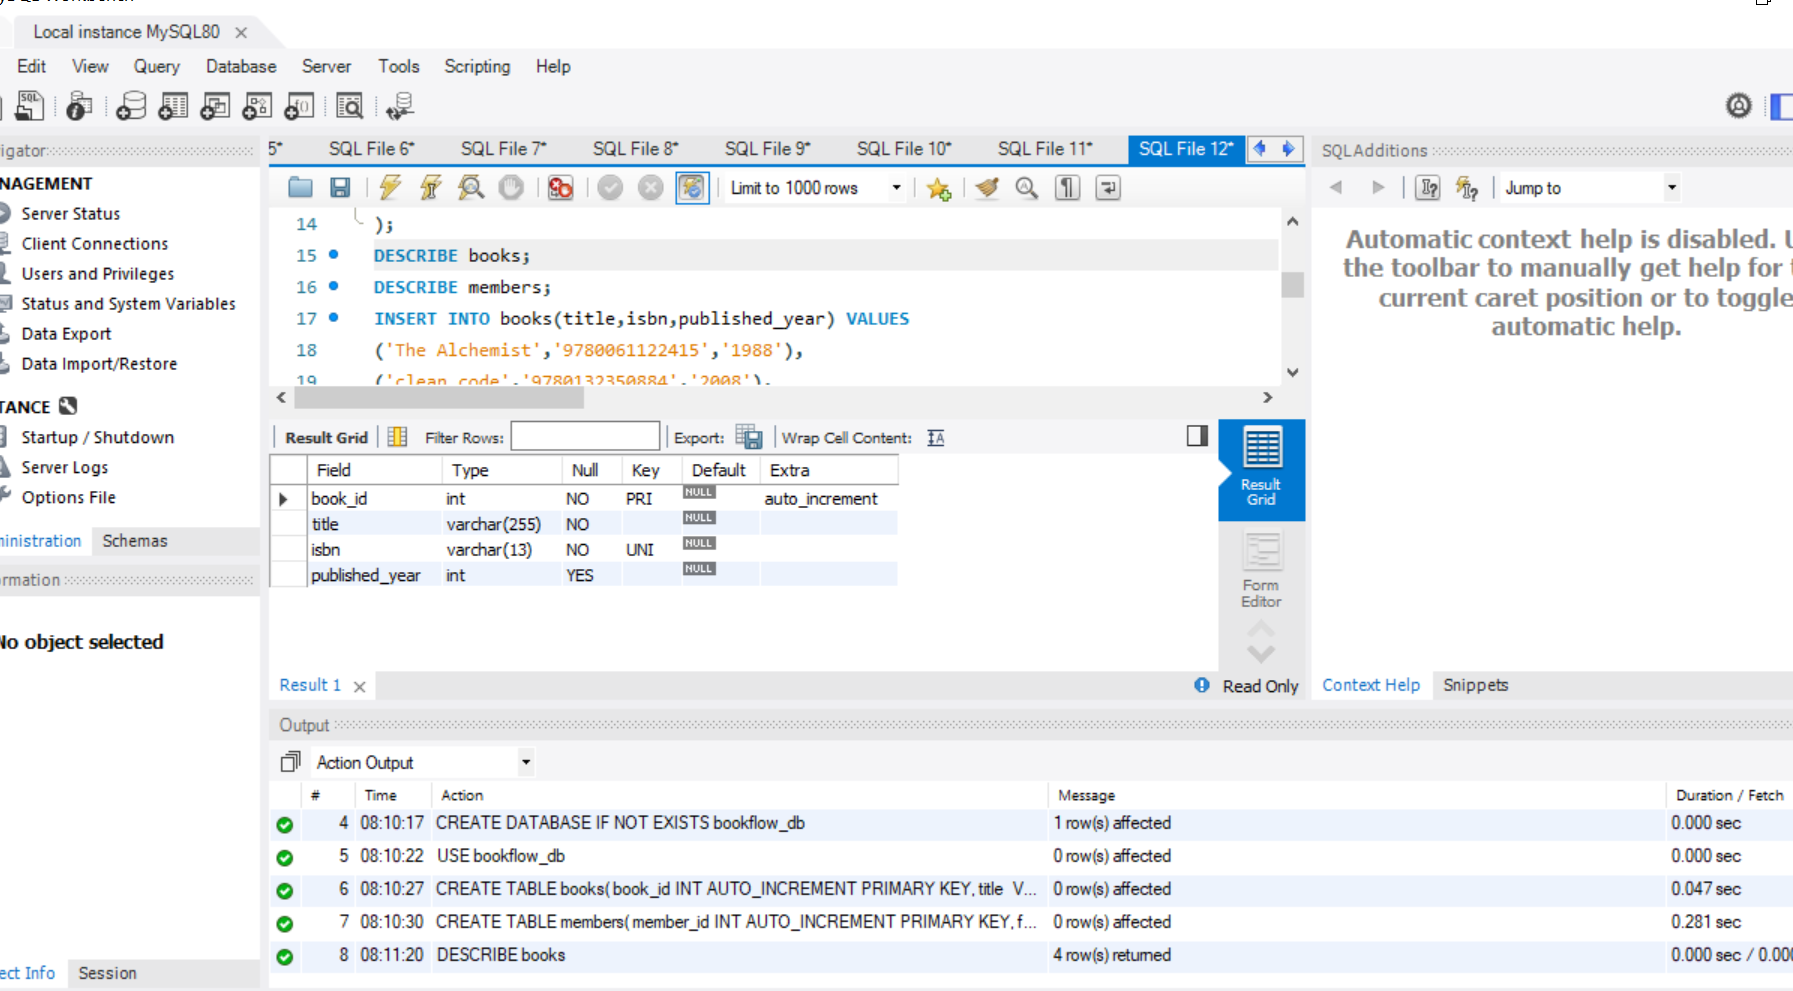 Local instance MySQL80
Edit View Query Database Server Tools Scripting Help
SQL
5* SQL File 6* SQL File 7* SQL File 8* SQL File 9* SQL File 10* SQL File 11* SQL File 12*
SQLAdditions
Limit to 1000 rows
Jump to
NAGEMENT
Server Status
Client Connections
Users and Privileges
Status and System Variables
Data Export
Data Import/Restore
TANCE
Startup / Shutdown
Server Logs
Options File
ministration Schemas
rmation
No object selected
ect Info Session
14 );
15 DESCRIBE books;
16 DESCRIBE members;
17 INSERT INTO books(title,isbn,published_year) VALUES
18 ('The Alchemist','9780061122415','1988'),
19 ('clean code','9780132350884','2008').
Automatic context help is disabled. U
the toolbar to manually get help for t
current caret position or to toggle
automatic help.
Result Grid Filter Rows: Export: Wrap Cell Content:
Field Type Null Key Default Extra
book_id int NO PRI NULL auto_increment
title varchar(255) NO NULL
isbn varchar(13) NO UNI NULL
published_year int YES NULL
Result Grid
Form Editor
Result 1
Read Only
Context Help Snippets
Output
Action Output
# Time Action Message Duration / Fetch
4 08:10:17 CREATE DATABASE IF NOT EXISTS bookflow_db 1 row(s) affected 0.000 sec
5 08:10:22 USE bookflow_db 0 row(s) affected 0.000 sec
6 08:10:27 CREATE TABLE books( book_id INT AUTO_INCREMENT PRIMARY KEY, title V... 0 row(s) affected 0.047 sec
7 08:10:30 CREATE TABLE members( member_id INT AUTO_INCREMENT PRIMARY KEY, f... 0 row(s) affected 0.281 sec
8 08:11:20 DESCRIBE books 4 row(s) returned 0.000 sec / 0.000